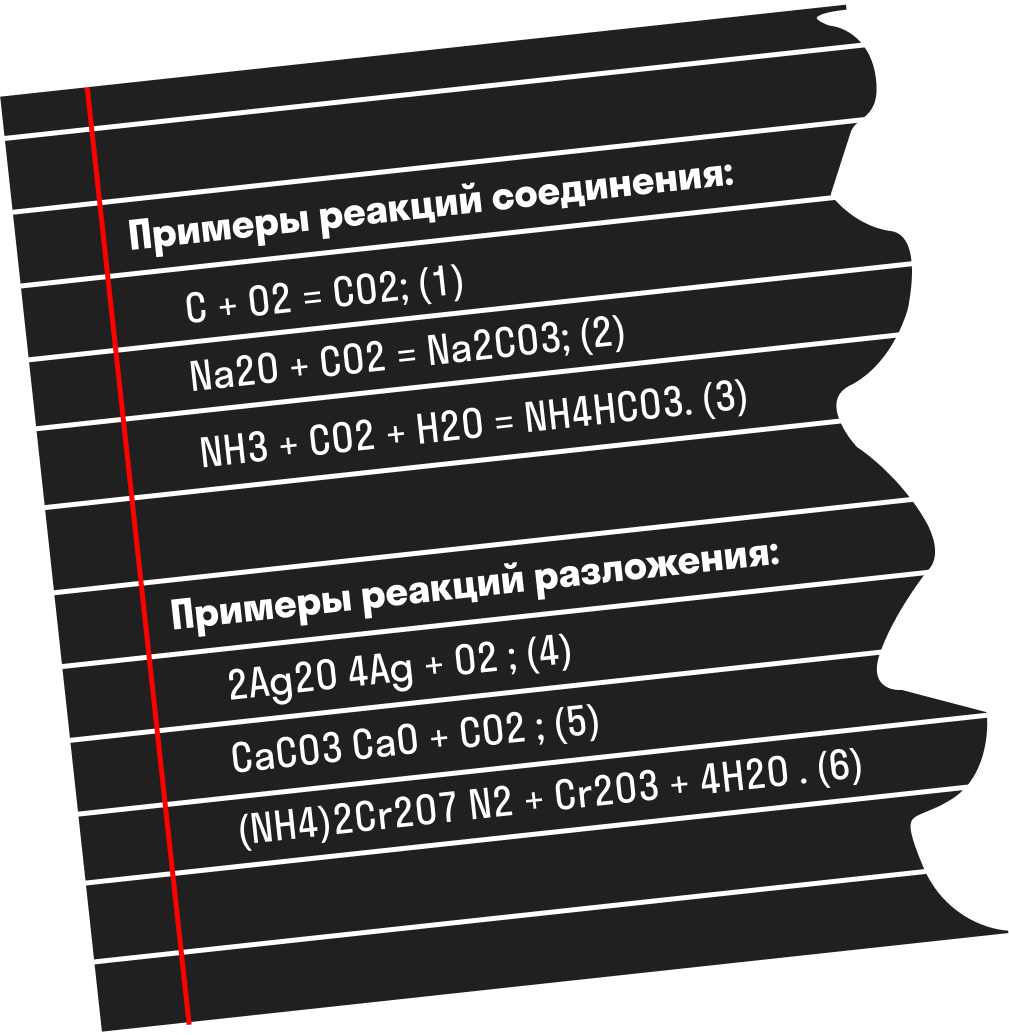 Примеры реакций соединения:
C + O2 = CO2; (1)
Na2O + CO2 = Na2CO3; (2)
NH3 + CO2 + H2O = NH4HCO3. (3)
Примеры реакций разложения:
2Ag2O 4Ag + O2 ; (4)
CaCO3 CaO + CO2 ; (5)
(NH4)2Cr2O7 N2 + Cr2O3 + 4H2O . (6)